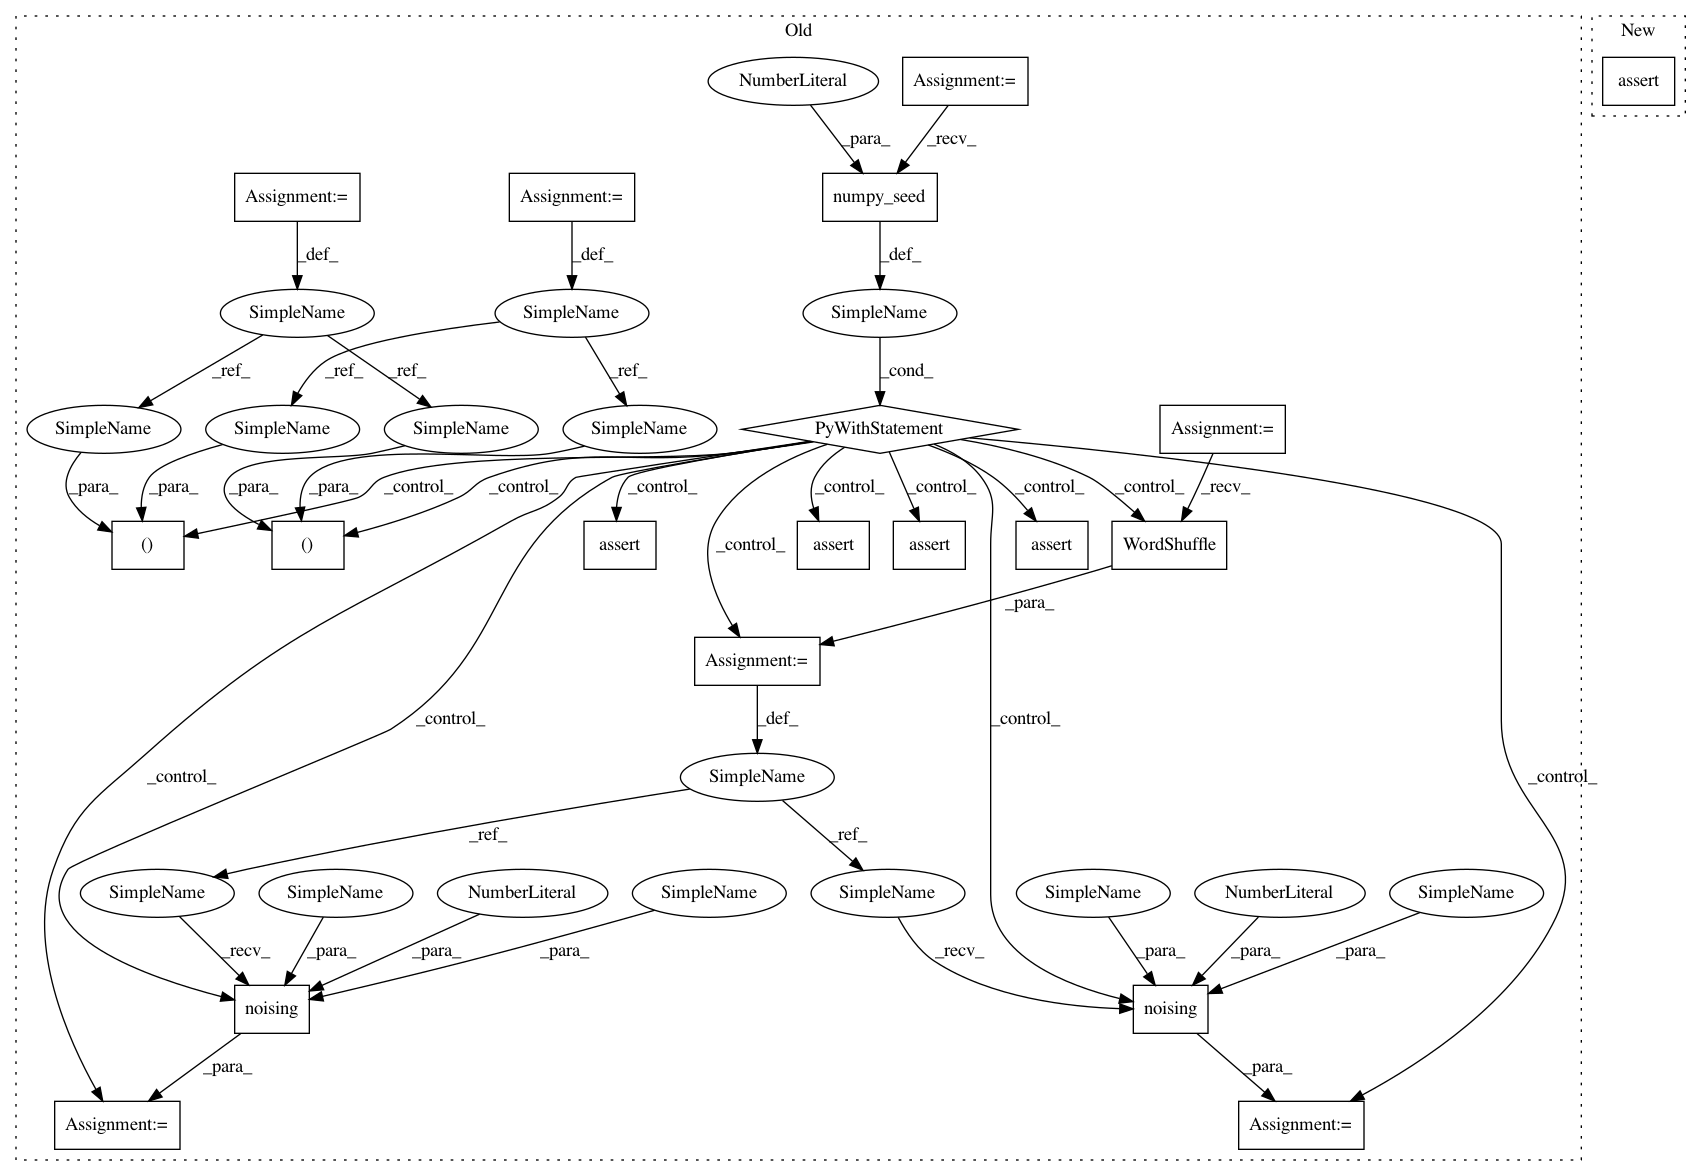 Old
New
NumberLiteral
Assignment:=
assert
_para_
_recv_
Assignment:=
Assignment:=
numpy_seed
_def_
_def_
_def_
SimpleName
SimpleName
SimpleName
_ref_
_ref_
_ref_
_ref_
_cond_
SimpleName
SimpleName
SimpleName
SimpleName
PyWithStatement
Assignment:=
_para_
_para_
_para_
_para_
_control_
_control_
_control_
_control_
_control_
_control_
_control_
_recv_
()
()
assert
assert
assert
assert
WordShuffle
_control_
_para_
Assignment:=
_control_
_def_
_control_
_control_
SimpleName
_control_
_ref_
_ref_
SimpleName
SimpleName
NumberLiteral
SimpleName
SimpleName
SimpleName
NumberLiteral
SimpleName
_recv_
_para_
_para_
_para_
_recv_
_para_
_para_
_para_
noising
noising
_para_
_para_
Assignment:=
Assignment:=